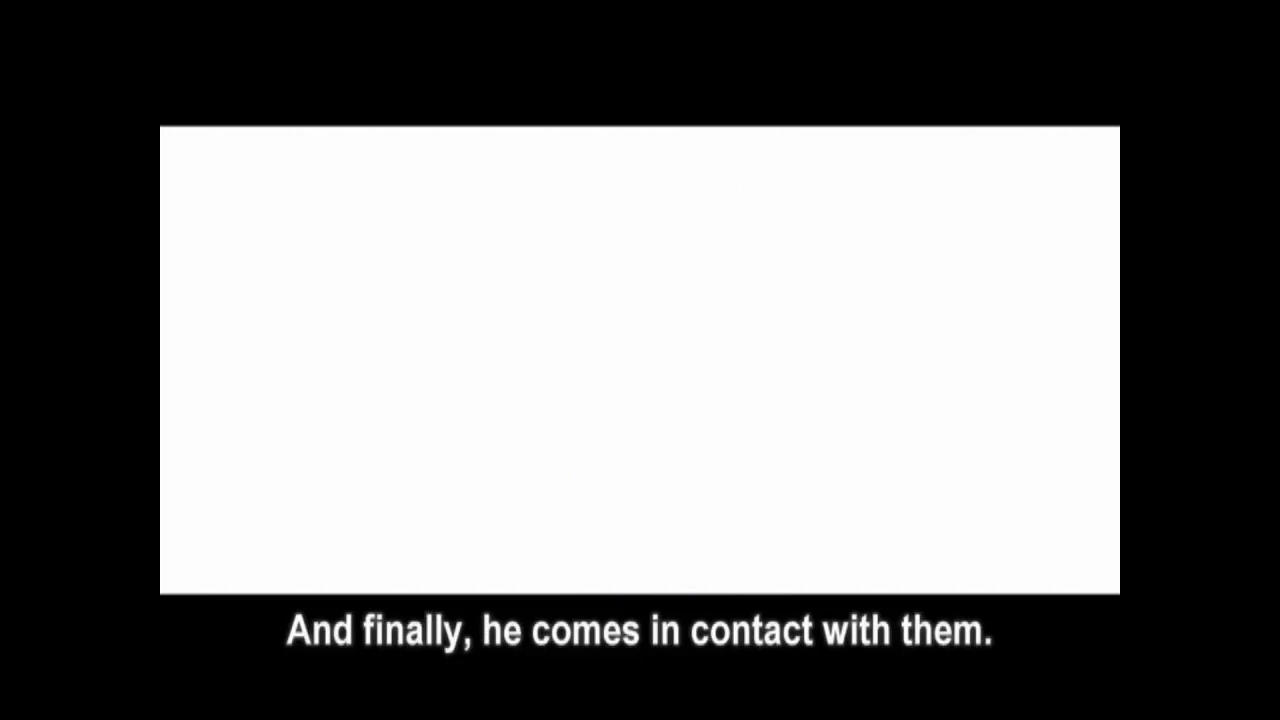 And finally, he comes in contact with them.